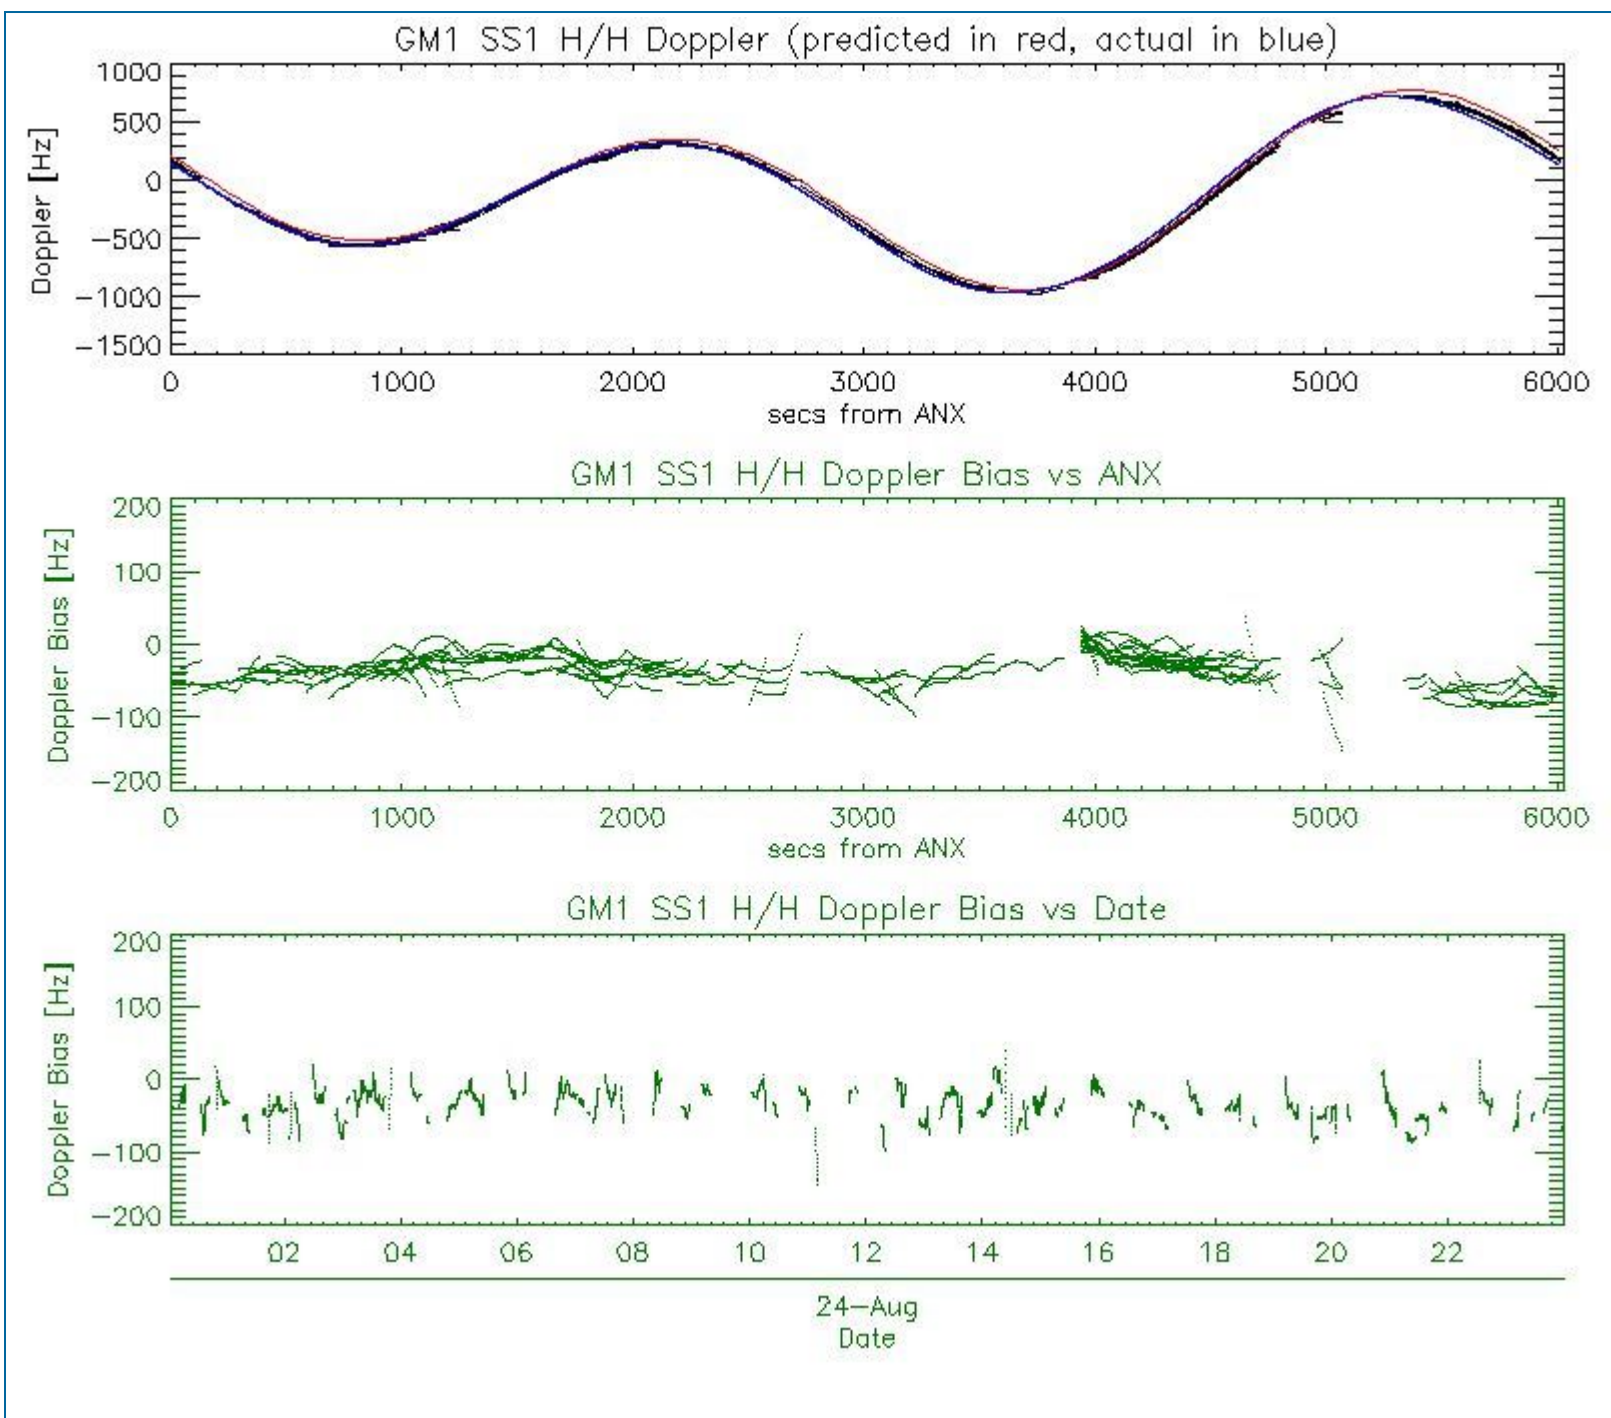 GM1 SS1 H/H Doppler (predicted in red, actual in blue)
1000
500
0
-500
-1000
-1500
Doppler [Hz]
0 1000 2000 3000 4000 5000 6000
secs from ANX
GM1 SS1 H/H Doppler Bias vs ANX
200
100
0
-100
-200
Doppler Bias [Hz]
0 1000 2000 3000 4000 5000 6000
secs from ANX
GM1 SS1 H/H Doppler Bias vs Date
200
100
0
-100
-200
Doppler Bias [Hz]
02 04 06 08 10 12 14 16 18 20 22
24-Aug
Date